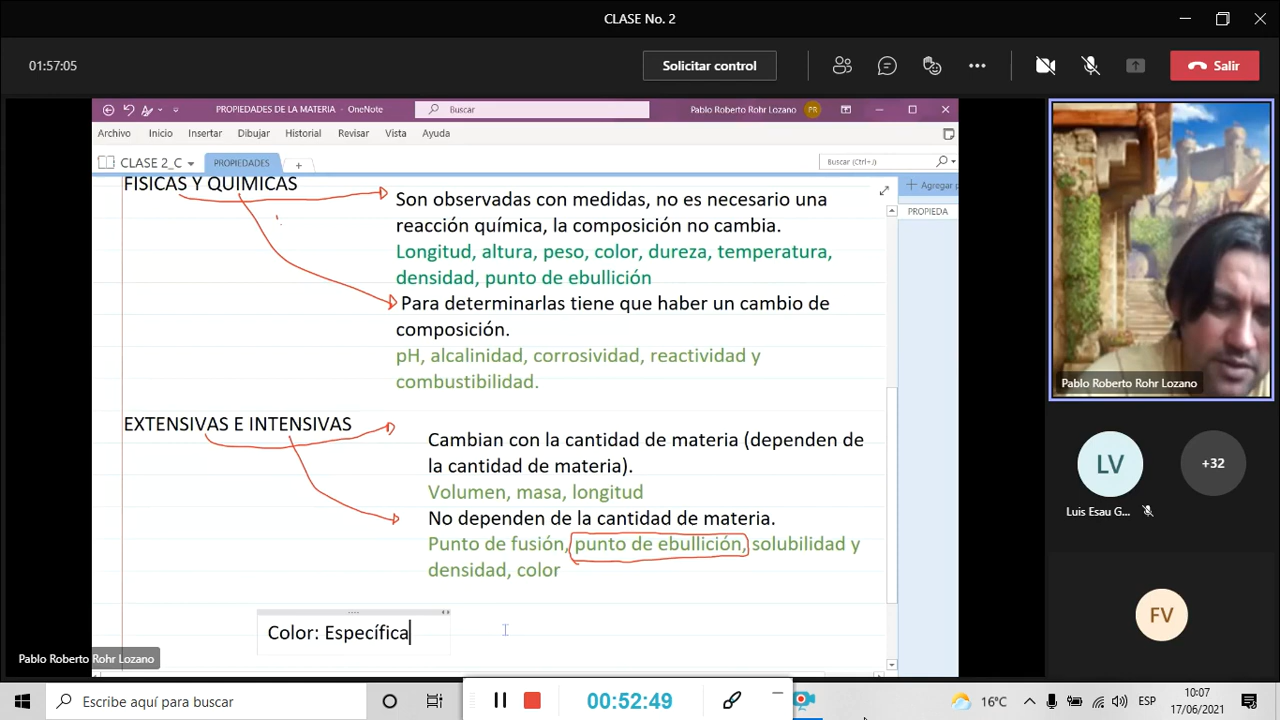 CLASE No. 2
01:57:05
Solicitar control
Salir
PROPIEDADES DE LA MATERIA - OneNote
Buscar
Pablo Roberto Rohr Lozano
PR
Archivo
Inicio
Insertar
Dibujar
Historial
Revisar
Vista
Ayuda
CLASE 2_C
PROPIEDADES
+
Buscar (Ctrl+/)
FISICAS Y QUIMICAS
+ Agregar p
PROPIEDA
Son observadas con medidas, no es necesario una
reacción química, la composición no cambia.
Longitud, altura, peso, color, dureza, temperatura,
densidad, punto de ebullición
Para determinarlas tiene que haber un cambio de
composición.
pH, alcalinidad, corrosividad, reactividad y
combustibilidad.
EXTENSIVAS E INTENSIVAS
Cambian con la cantidad de materia (dependen de
la cantidad de materia).
Volumen, masa, longitud
No dependen de la cantidad de materia.
Punto de fusión, punto de ebullición, solubilidad y
densidad, color
Color: Específica
Pablo Roberto Rohr Lozano
Pablo Roberto Rohr Lozano
LV
+32
Luis Esau G...
FV
Escribe aquí para buscar
00:52:49
16°C
ESP
10:07
17/06/2021